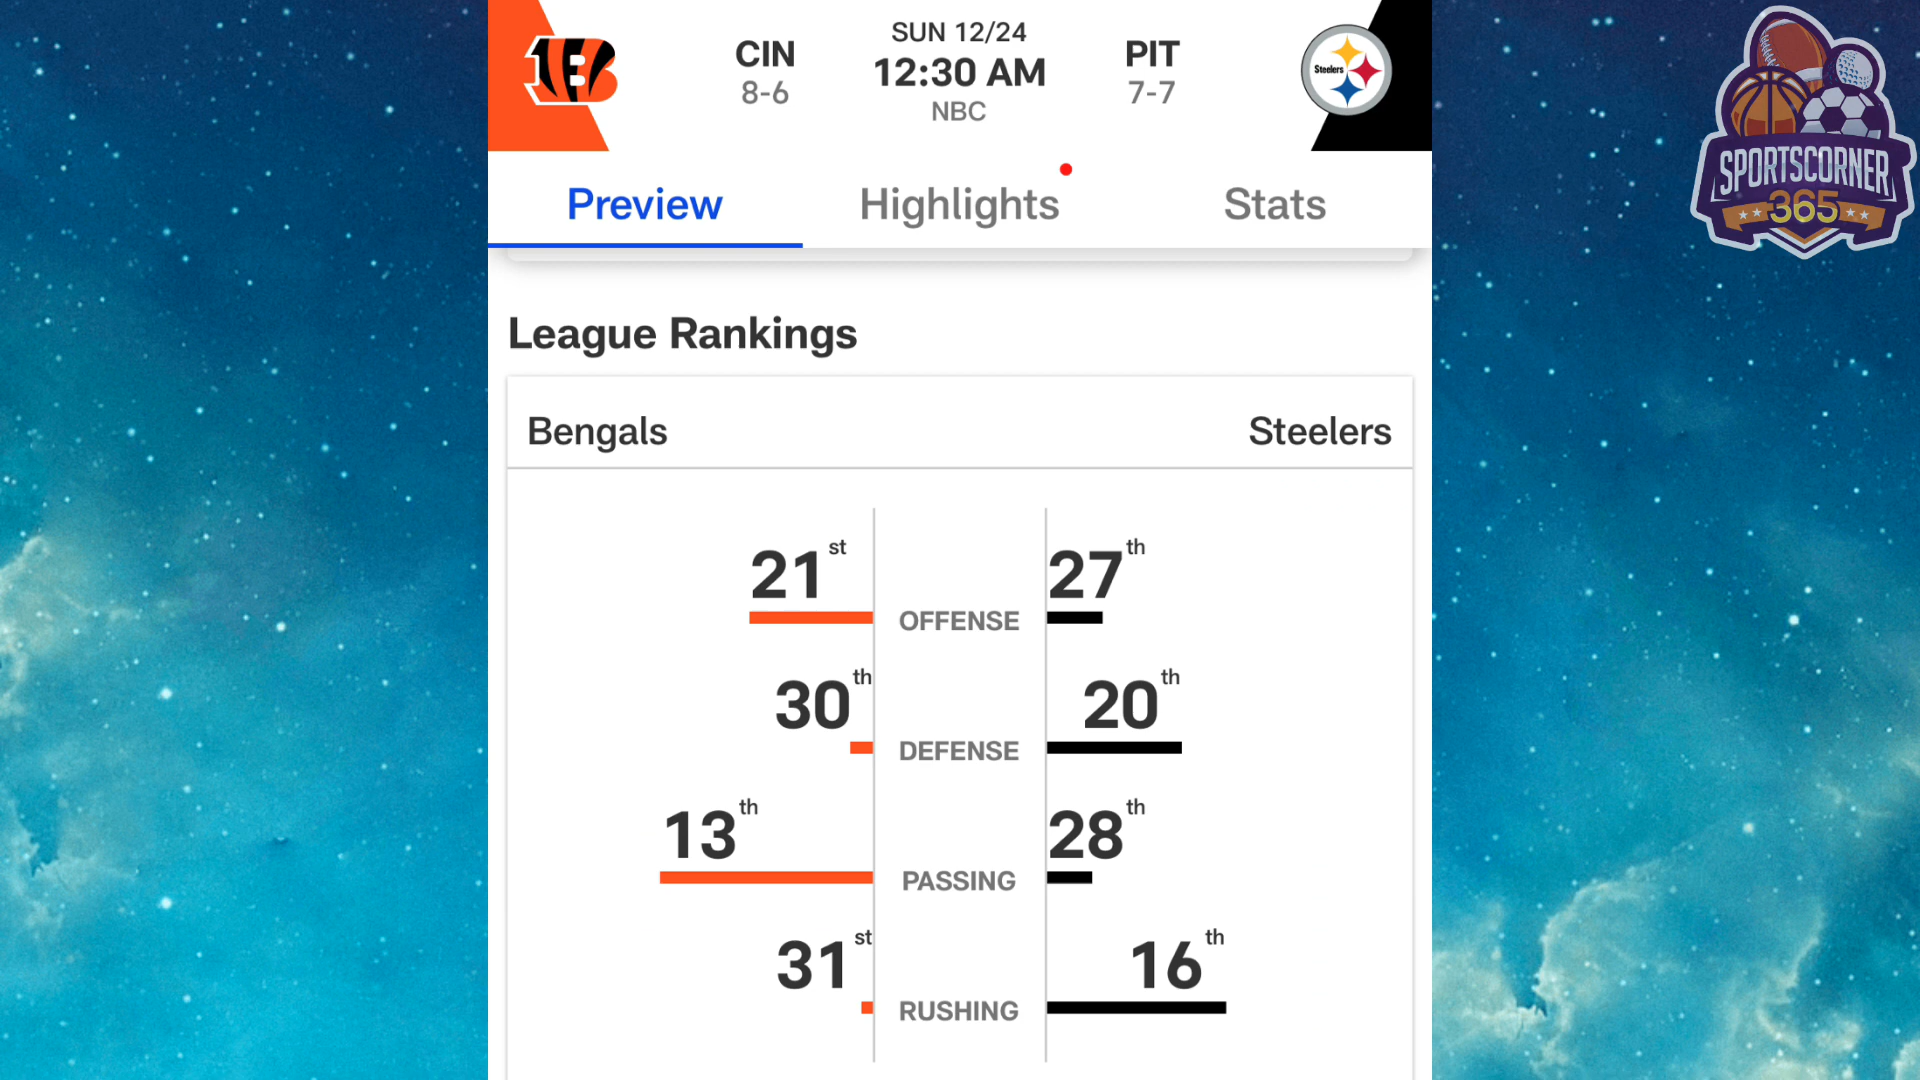 SUN 12/24
CIN 12:30 AM PIT
8-6 NBC 7-7
Steelers
Preview Highlights Stats
SPORTSCORNER
365
League Rankings
Bengals Steelers
21st OFFENSE 27th
30th DEFENSE 20th
13th PASSING 28th
31st RUSHING 16th